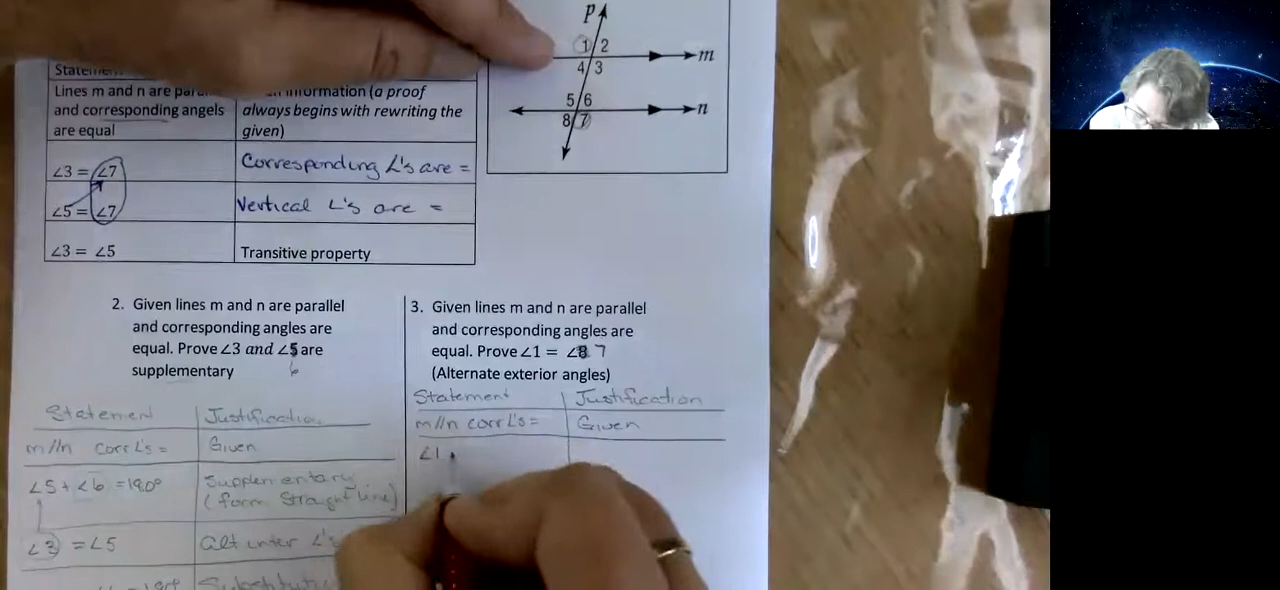 p
1 2
m
4 3
5 6
n
8 7
Lines m and n are
information (a proof
and corresponding angels
always begins with rewriting the
are equal
given)
∠3 = ∠7
Corresponding ∠'s are =
∠5 = ∠7
Vertical ∠'s are =
∠3 = ∠5
Transitive property
2. Given lines m and n are parallel
and corresponding angles are
equal. Prove ∠3 and ∠5 are
supplementary
6
Statement
Justification
m//n corr ∠'s =
Given
∠5 + ∠6 = 180°
Supplementary
(form straight line)
∠3 = ∠5
alt inter ∠'s
3. Given lines m and n are parallel
and corresponding angles are
equal. Prove ∠1 = ∠8 7
(Alternate exterior angles)
Statement
Justification
m//n corr ∠'s =
Given
∠1